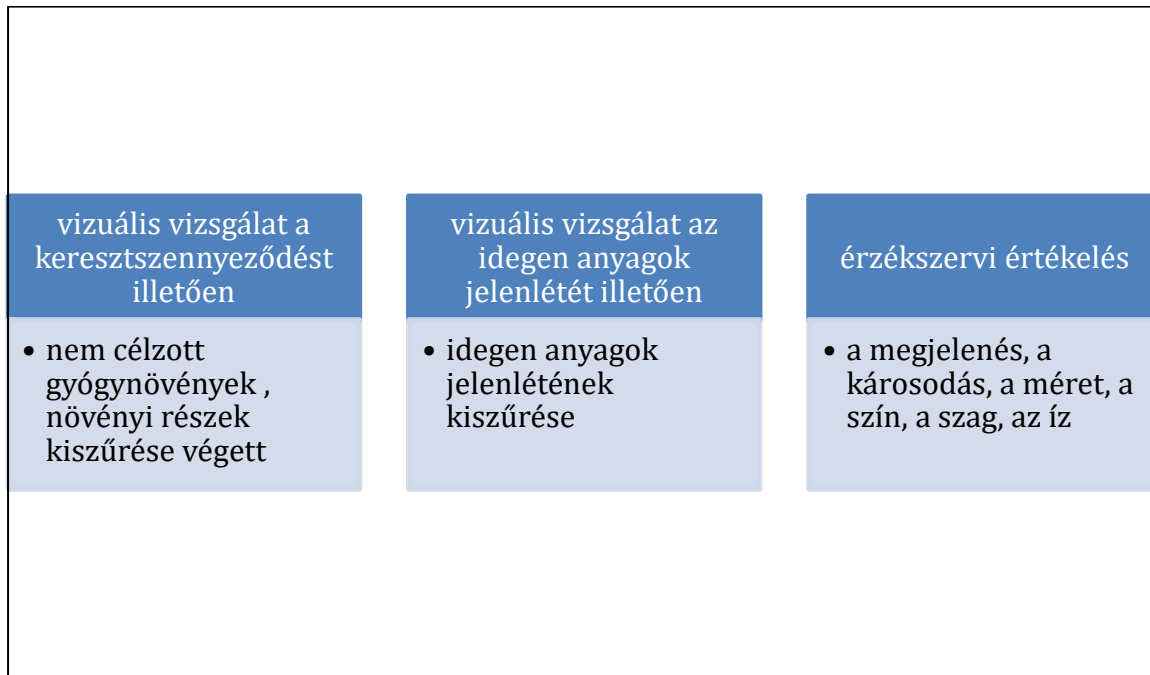 vizuális vizsgálat a
keresztszennyeződést
illetően
• nem célzott
gyógynövények ,
növényi részek
kiszűrése végett
vizuális vizsgálat az
idegen anyagok
jelenlétét illetően
• idegen anyagok
jelenlétének
kiszűrése
érzékszervi értékelés
• a megjelenés, a
károsodás, a méret, a
szín, a szag, az íz